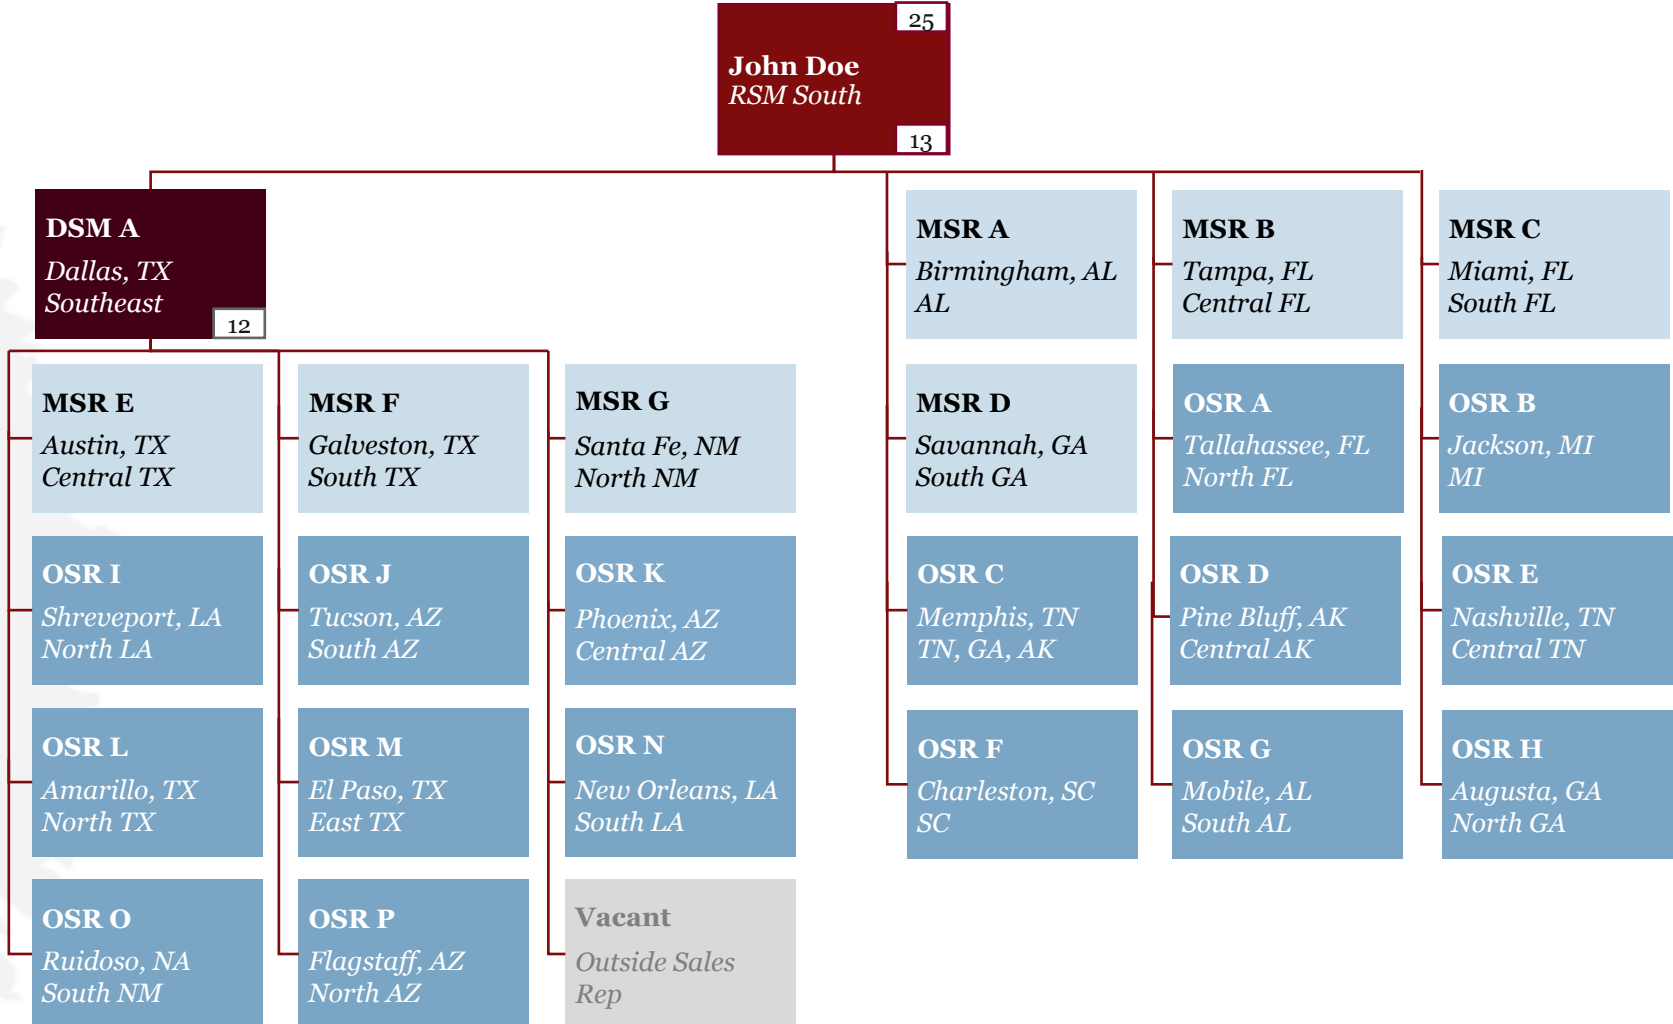 25
John Doe
RSM South
13
DSM A
Dallas, TX
Southeast
12
MSR A
Birmingham, AL
AL
MSR B
Tampa, FL
Central FL
MSR C
Miami, FL
South FL
MSR E
Austin, TX
Central TX
MSR F
Galveston, TX
South TX
MSR G
Santa Fe, NM
North NM
MSR D
Savannah, GA
South GA
OSR A
Tallahassee, FL
North FL
OSR B
Jackson, MI
MI
OSR I
Shreveport, LA
North LA
OSR J
Tucson, AZ
South AZ
OSR K
Phoenix, AZ
Central AZ
OSR C
Memphis, TN
TN, GA, AK
OSR D
Pine Bluff, AK
Central AK
OSR E
Nashville, TN
Central TN
OSR L
Amarillo, TX
North TX
OSR M
El Paso, TX
East TX
OSR N
New Orleans, LA
South LA
OSR F
Charleston, SC
SC
OSR G
Mobile, AL
South AL
OSR H
Augusta, GA
North GA
OSR O
Ruidoso, NA
South NM
OSR P
Flagstaff, AZ
North AZ
Vacant
Outside Sales
Rep